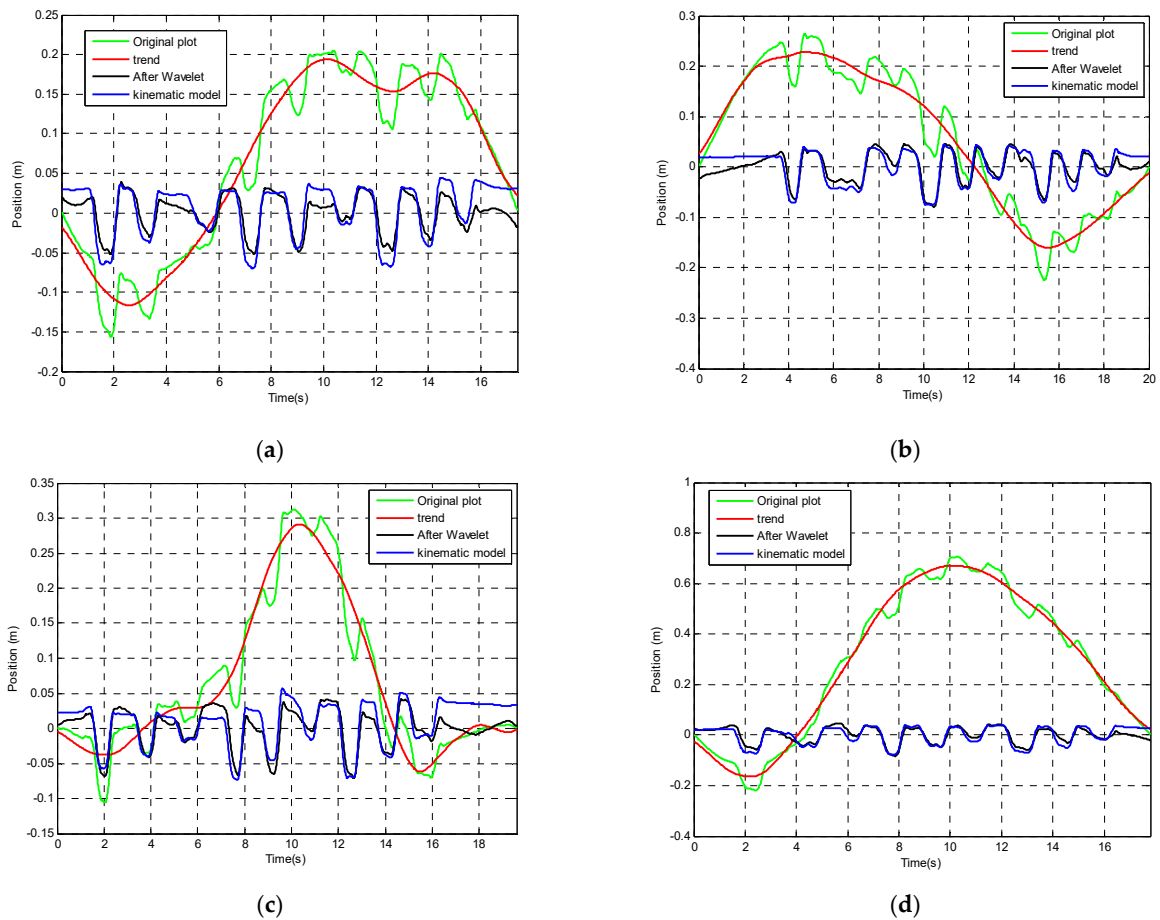 0.25
0.2
0.15
0.1
0.05
0
-0.05
-0.1
-0.15
-0.2
Position (m)
Original plot
trend
After Wavelet
kinematic model
0 2 4 6 8 10 12 14 16
Time(s)
(a)
0.3
0.2
0.1
0
-0.1
-0.2
-0.3
-0.4
Position (m)
Original plot
trend
After Wavelet
kinematic model
0 2 4 6 8 10 12 14 16 18 20
Time(s)
(b)
0.35
0.3
0.25
0.2
0.15
0.1
0.05
0
-0.05
-0.1
-0.15
Position (m)
Original plot
trend
After Wavelet
kinematic model
0 2 4 6 8 10 12 14 16 18
Time(s)
(c)
1
0.8
0.6
0.4
0.2
0
-0.2
-0.4
Position (m)
Original plot
trend
After Wavelet
kinematic model
0 2 4 6 8 10 12 14 16
Time(s)
(d)